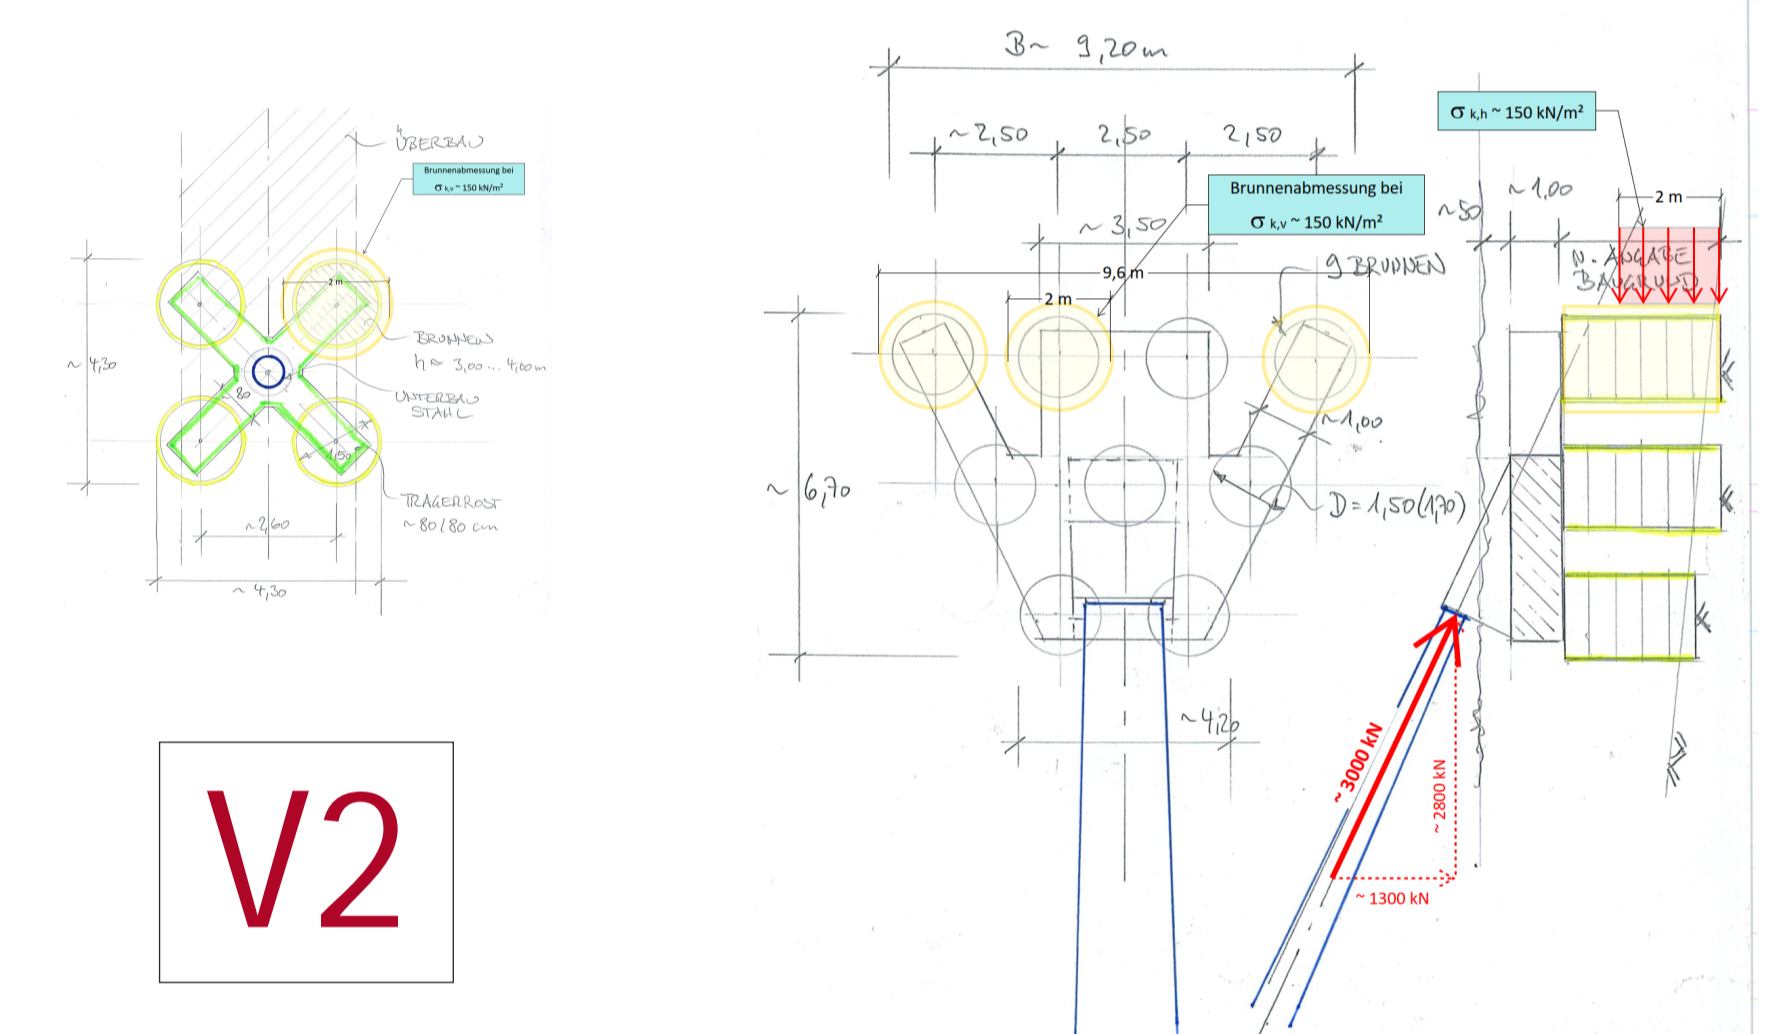 ÜBERBAU
Brunnenabmessung bei
σ k,v ~ 150 kN/m²
2 m
~ 4,30
BRUNNEN
h ≈ 3,00 ... 4,00 m
80
UNTERBAU
STAHL
1,50
TRÄGERROST
~ 80/80 cm
~2,60
~ 4,30
V2
B ~ 9,20 m
~ 2,50
2,50
2,50
Brunnenabmessung bei
σ k,v ~ 150 kN/m²
~ 3,50
9,6 m
2 m
9 BRUNNEN
~ 6,70
~1,00
D = 1,50 (1,70)
~ 4,20
σ k,h ~ 150 kN/m²
~50
~ 1,00
2 m
N. ANGABE
BAUGRUND
~ 3000 kN
~ 2800 kN
~ 1300 kN